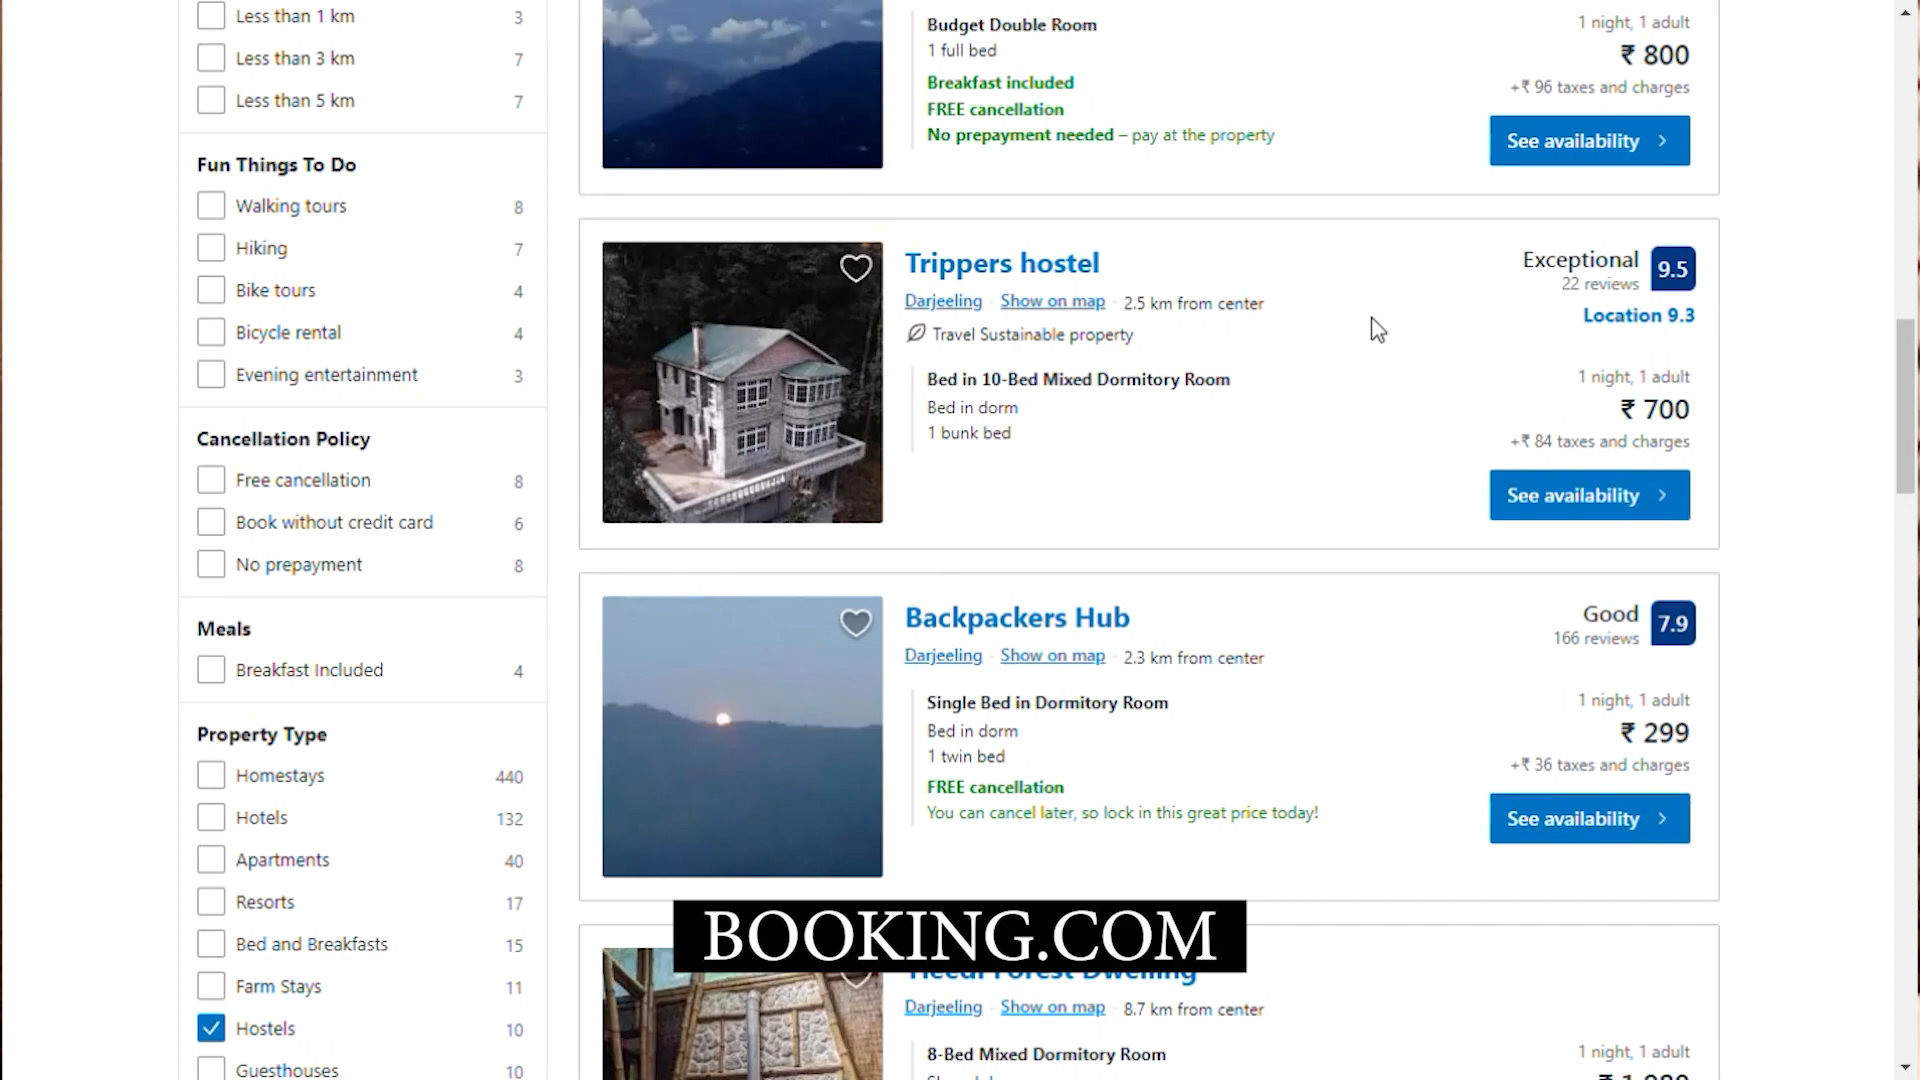 Less than 1 km 3
Less than 3 km 7
Less than 5 km 7
Fun Things To Do
Walking tours 8
Hiking 7
Bike tours 4
Bicycle rental 4
Evening entertainment 3
Cancellation Policy
Free cancellation 8
Book without credit card 6
No prepayment 8
Meals
Breakfast Included 4
Property Type
Homestays 440
Hotels 132
Apartments 40
Resorts 17
Bed and Breakfasts 15
Farm Stays 11
Hostels 10
Guesthouses 10
Budget Double Room
1 full bed
Breakfast included
FREE cancellation
No prepayment needed – pay at the property
1 night, 1 adult
₹ 800
+₹ 96 taxes and charges
See availability
Trippers hostel
Darjeeling Show on map 2.5 km from center
Travel Sustainable property
Bed in 10-Bed Mixed Dormitory Room
Bed in dorm
1 bunk bed
Exceptional 9.5
22 reviews
Location 9.3
1 night, 1 adult
₹ 700
+₹ 84 taxes and charges
See availability
Backpackers Hub
Darjeeling Show on map 2.3 km from center
Single Bed in Dormitory Room
Bed in dorm
1 twin bed
FREE cancellation
You can cancel later, so lock in this great price today!
Good 7.9
166 reviews
1 night, 1 adult
₹ 299
+₹ 36 taxes and charges
See availability
BOOKING.COM
Forest Dwelling
Darjeeling Show on map 8.7 km from center
8-Bed Mixed Dormitory Room
1 night, 1 adult